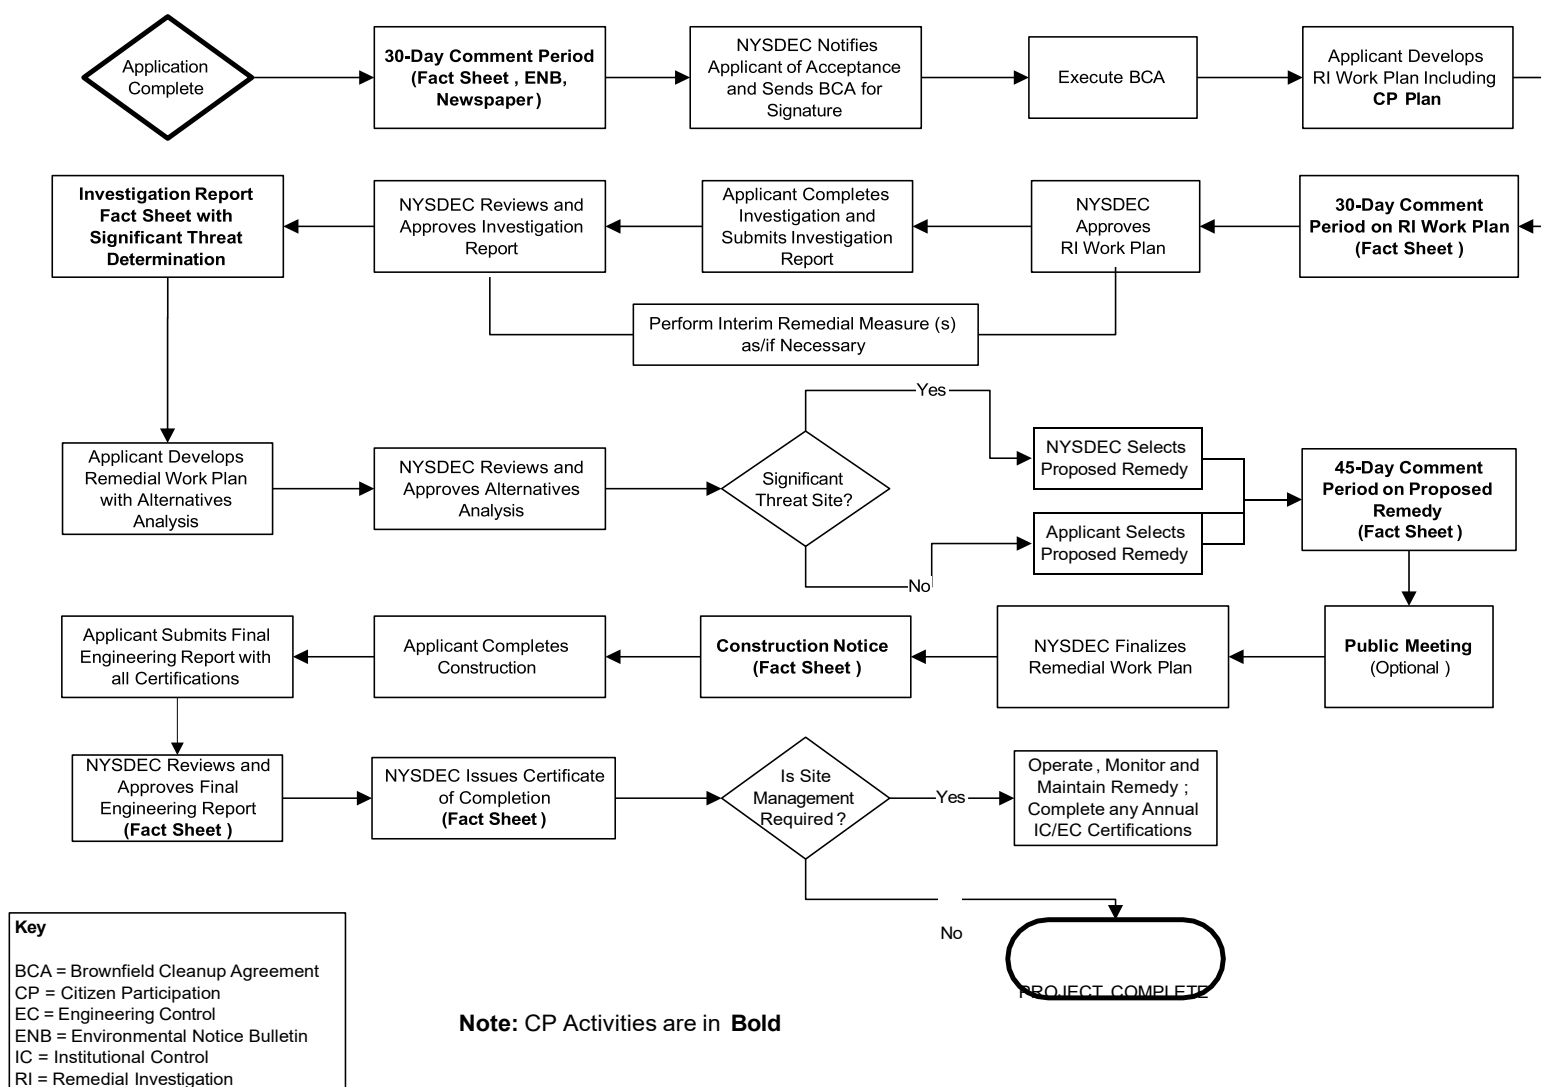 Application
Complete
30-Day Comment Period
(Fact Sheet , ENB,
Newspaper )
NYSDEC Notifies
Applicant of Acceptance
and Sends BCA for
Signature
Execute BCA
Applicant Develops
RI Work Plan Including
CP Plan
30-Day Comment
Period on RI Work Plan
(Fact Sheet )
NYSDEC
Approves
RI Work Plan
Applicant Completes
Investigation and
Submits Investigation
Report
NYSDEC Reviews and
Approves Investigation
Report
Investigation Report
Fact Sheet with
Significant Threat
Determination
Perform Interim Remedial Measure (s)
as/if Necessary
Applicant Develops
Remedial Work Plan
with Alternatives
Analysis
NYSDEC Reviews and
Approves Alternatives
Analysis
Significant
Threat Site?
Yes
No
NYSDEC Selects
Proposed Remedy
Applicant Selects
Proposed Remedy
45-Day Comment
Period on Proposed
Remedy
(Fact Sheet )
Public Meeting
(Optional )
NYSDEC Finalizes
Remedial Work Plan
Construction Notice
(Fact Sheet )
Applicant Completes
Construction
Applicant Submits Final
Engineering Report with
all Certifications
NYSDEC Reviews and
Approves Final
Engineering Report
(Fact Sheet )
NYSDEC Issues Certificate
of Completion
(Fact Sheet )
Is Site
Management
Required ?
Yes
Operate , Monitor and
Maintain Remedy ;
Complete any Annual
IC/EC Certifications
No
PROJECT COMPLETE
Key
BCA = Brownfield Cleanup Agreement
CP = Citizen Participation
EC = Engineering Control
ENB = Environmental Notice Bulletin
IC = Institutional Control
RI = Remedial Investigation
Note: CP Activities are in Bold